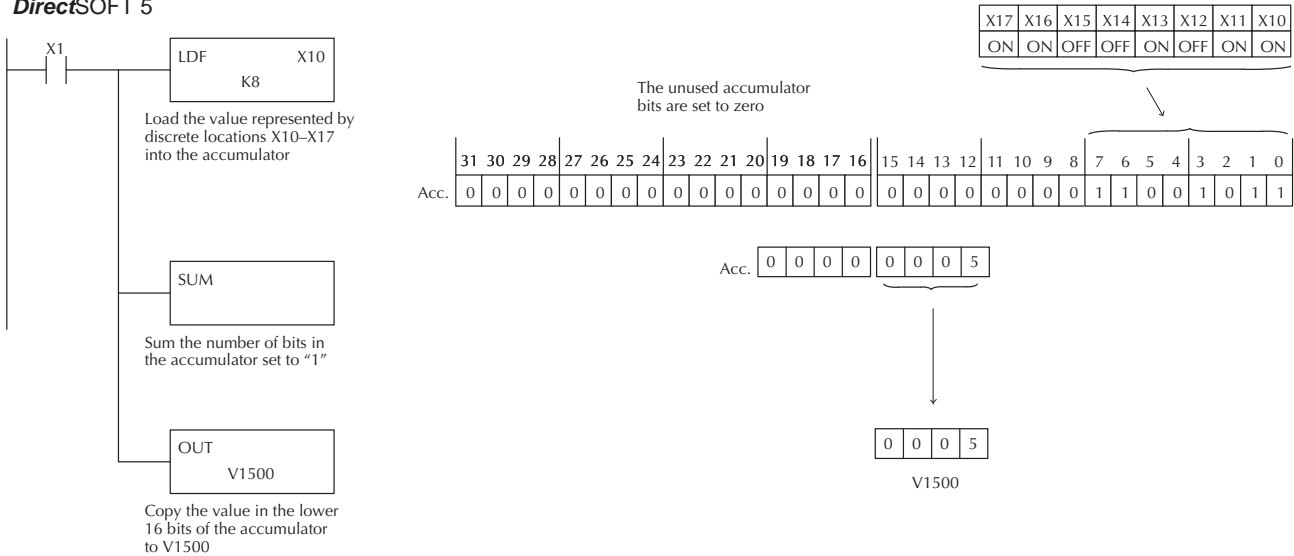 DirectSOFT 5
X1
LDF X10
K8
Load the value represented by
discrete locations X10–X17
into the accumulator
SUM
Sum the number of bits in
the accumulator set to “1”
OUT
V1500
Copy the value in the lower
16 bits of the accumulator
to V1500
X17 X16 X15 X14 X13 X12 X11 X10
ON ON OFF OFF ON OFF ON ON
The unused accumulator
bits are set to zero
31 30 29 28 27 26 25 24 23 22 21 20 19 18 17 16 15 14 13 12 11 10 9 8 7 6 5 4 3 2 1 0
Acc. 0 0 0 0 0 0 0 0 0 0 0 0 0 0 0 0 0 0 0 0 0 0 0 0 1 1 0 0 1 0 1 1
Acc. 0 0 0 0 0 0 0 5
0 0 0 5
V1500